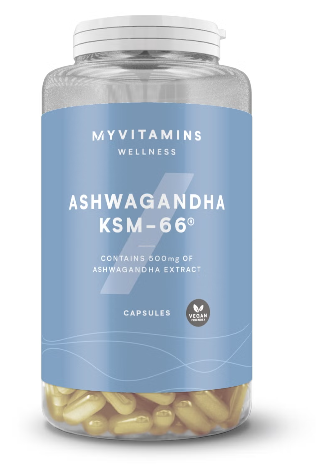 MYVITAMINS
WELLNESS
ASHWAGANDHA
KSM-66®
CONTAINS 500mg OF
ASHWAGANDHA EXTRACT
CAPSULES
VEGAN